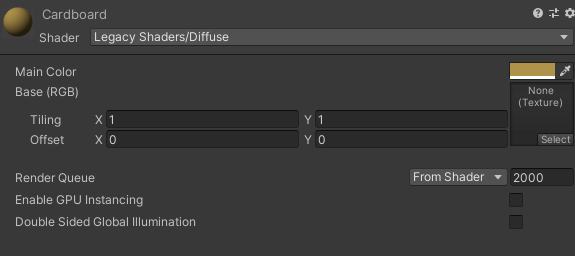 Cardboard
Shader Legacy Shaders/Diffuse
Main Color
Base (RGB)
None
(Texture)
Tiling X 1 Y 1
Offset X 0 Y 0
Select
Render Queue From Shader 2000
Enable GPU Instancing
Double Sided Global Illumination